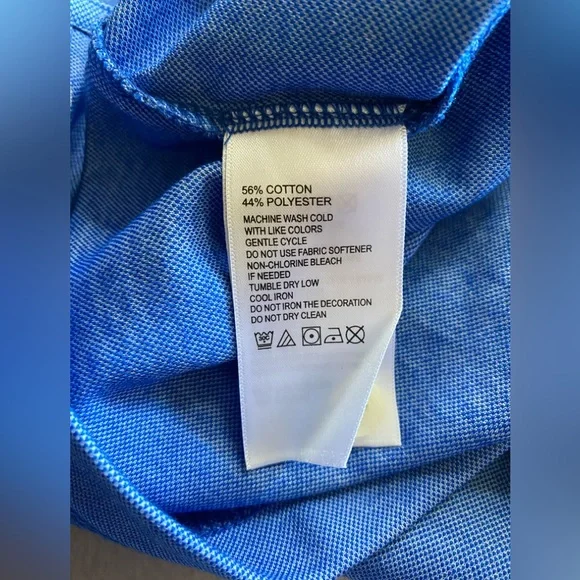 56% COTTON
44% POLYESTER
MACHINE WASH COLD
WITH LIKE COLORS
GENTLE CYCLE
DO NOT USE FABRIC SOFTENER
NON-CHLORINE BLEACH
IF NEEDED
TUMBLE DRY LOW
COOL IRON
DO NOT IRON THE DECORATION
DO NOT DRY CLEAN